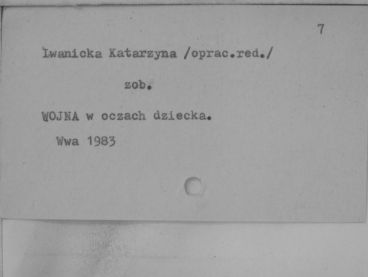 7
Iwanicka Katarzyna /oprac.red./
zob.
WOJNA w oczach dziecka.
Wwa 1983